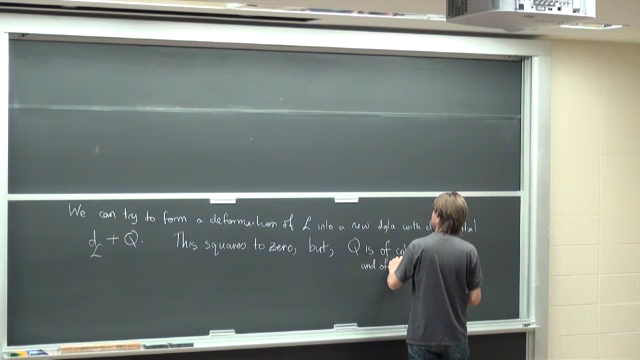 We can try to form a deformation of L into a new dgla with
d_L + Q. This squares to zero, but, Q is of
and of